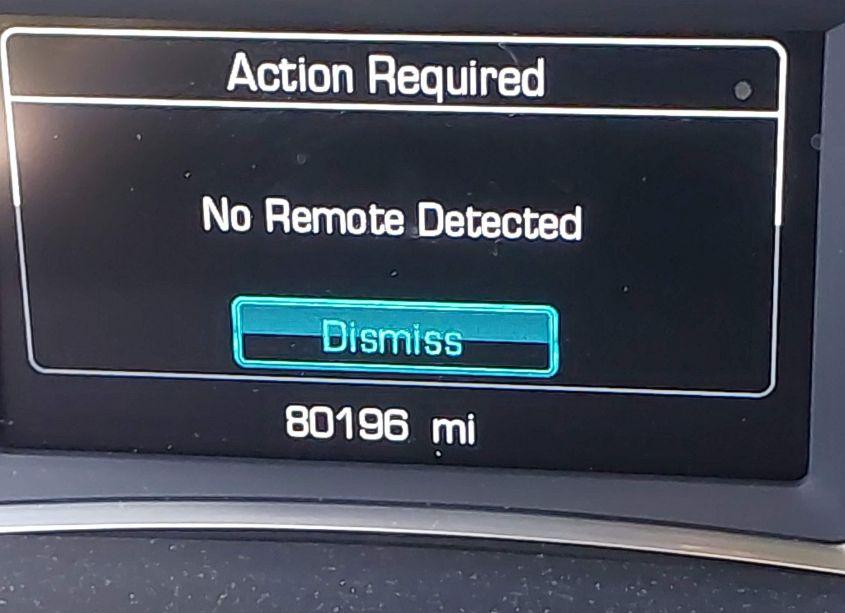 Action Required
No Remote Detected
Dismiss
80196 mi